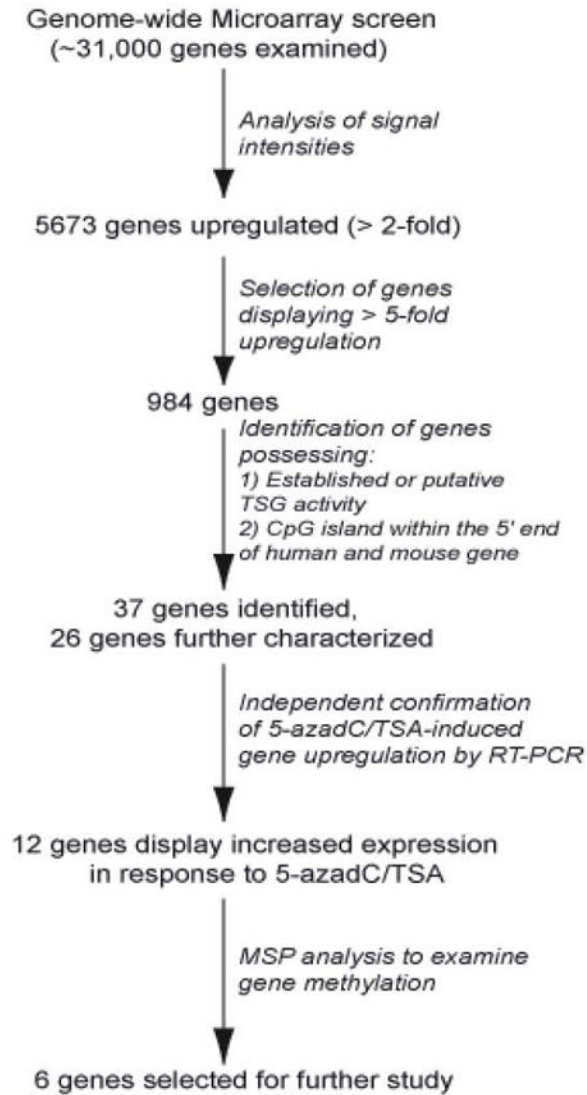 Genome-wide Microarray screen
(~31,000 genes examined)
Analysis of signal
intensities
5673 genes upregulated (> 2-fold)
Selection of genes
displaying > 5-fold
upregulation
984 genes
Identification of genes
possessing:
1) Established or putative
TSG activity
2) CpG island within the 5' end
of human and mouse gene
37 genes identified,
26 genes further characterized
Independent confirmation
of 5-azadC/TSA-induced
gene upregulation by RT-PCR
12 genes display increased expression
in response to 5-azadC/TSA
MSP analysis to examine
gene methylation
6 genes selected for further study